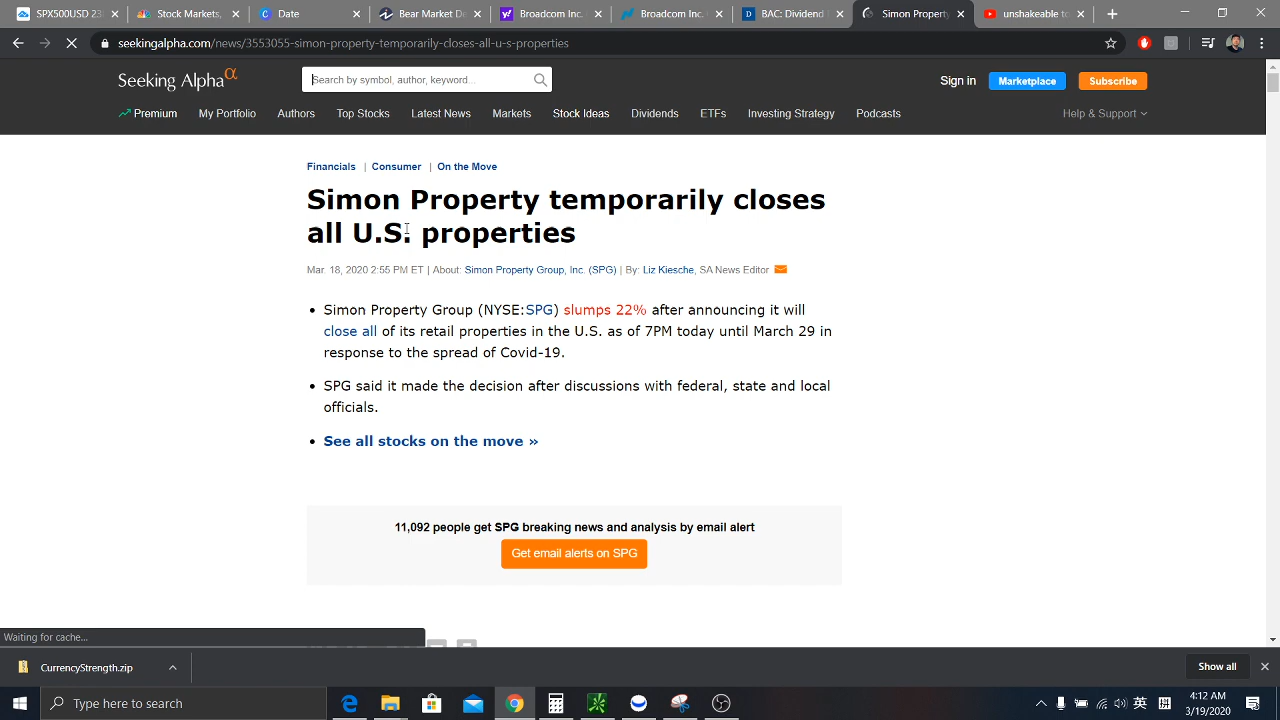 SPX500USD 23
Stock Markets,
Date
Bear Market De
Broadcom Inc.
Broadcom Inc. (
BAC: Dividend
Simon Property
unshakeable to
seekingalpha.com/news/3553055-simon-property-temporarily-closes-all-u-s-properties
Seeking Alpha α
Search by symbol, author, keyword...
Sign in
Marketplace
Subscribe
Premium
My Portfolio
Authors
Top Stocks
Latest News
Markets
Stock Ideas
Dividends
ETFs
Investing Strategy
Podcasts
Help & Support
Financials | Consumer | On the Move
Simon Property temporarily closes
all U.S. properties
Mar. 18, 2020 2:55 PM ET | About: Simon Property Group, Inc. (SPG) | By: Liz Kiesche, SA News Editor
• Simon Property Group (NYSE:SPG) slumps 22% after announcing it will
close all of its retail properties in the U.S. as of 7PM today until March 29 in
response to the spread of Covid-19.
• SPG said it made the decision after discussions with federal, state and local
officials.
• See all stocks on the move »
11,092 people get SPG breaking news and analysis by email alert
Get email alerts on SPG
Waiting for cache...
CurrencyStrength.zip
Show all
Type here to search
英
拼
4:12 AM
3/19/2020